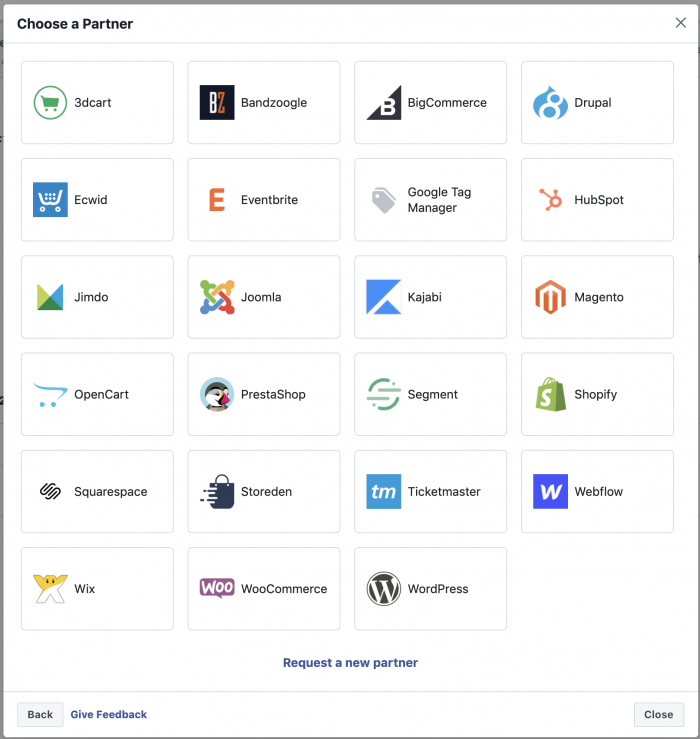 Choose a Partner
3dcart
BZ Bandzoogle
B BigCommerce
Drupal
Ecwid
E Eventbrite
Google Tag
Manager
HubSpot
Jimdo
Joomla
Kajabi
Magento
OpenCart
PrestaShop
Segment
S Shopify
Squarespace
Storeden
tm Ticketmaster
W Webflow
Wix
WOO WooCommerce
W WordPress
Request a new partner
Back Give Feedback Close